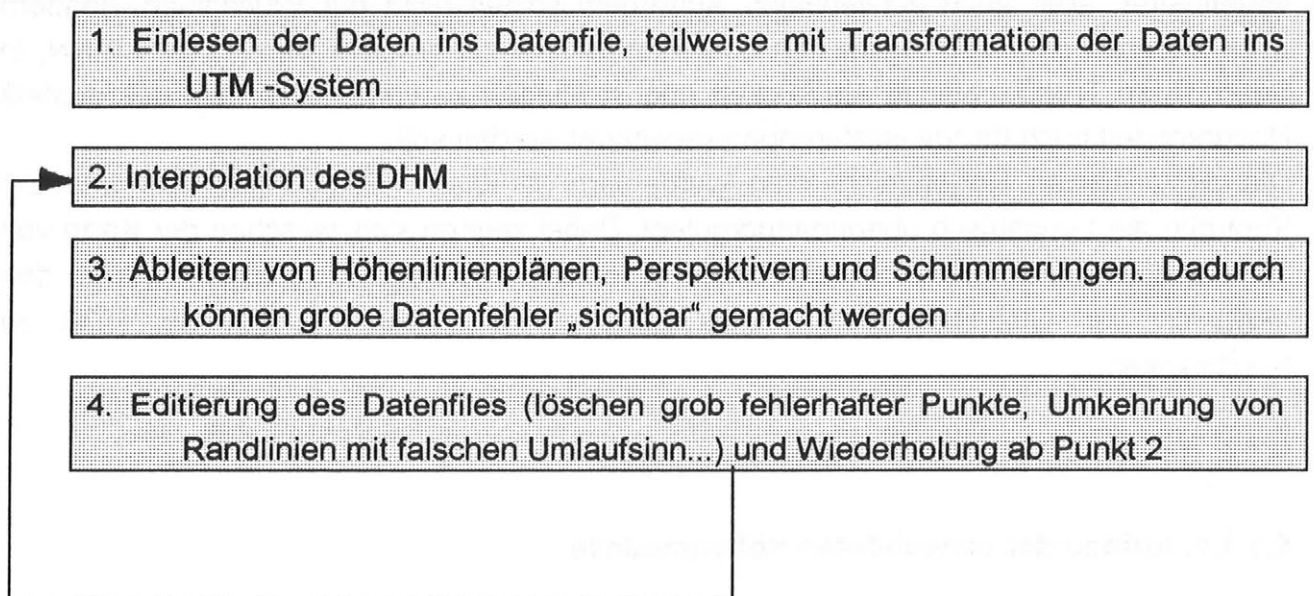 1. Einlesen der Daten ins Datenfile, teilweise mit Transformation der Daten ins
UTM -System
2. Interpolation des DHM
3. Ableiten von Höhenlinienplänen, Perspektiven und Schummerungen. Dadurch
können grobe Datenfehler „sichtbar“ gemacht werden
4. Editierung des Datenfiles (löschen grob fehlerhafter Punkte, Umkehrung von
Randlinien mit falschen Umlaufsinn...) und Wiederholung ab Punkt 2